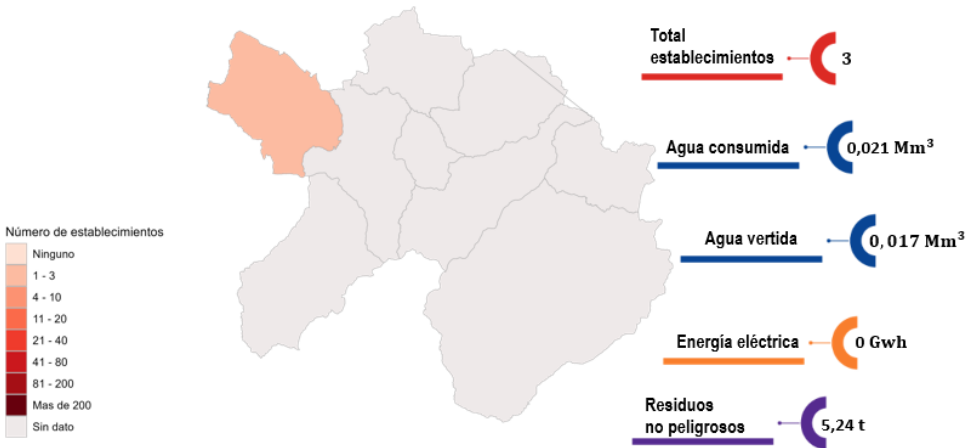 Total
establecimientos
3
Agua consumida
0,021 Mm³
Agua vertida
0,017 Mm³
Energía eléctrica
0 Gwh
Residuos
no peligrosos
5,24 t
Número de establecimientos
Ninguno
1 - 3
4 - 10
11 - 20
21 - 40
41 - 80
81 - 200
Mas de 200
Sin dato